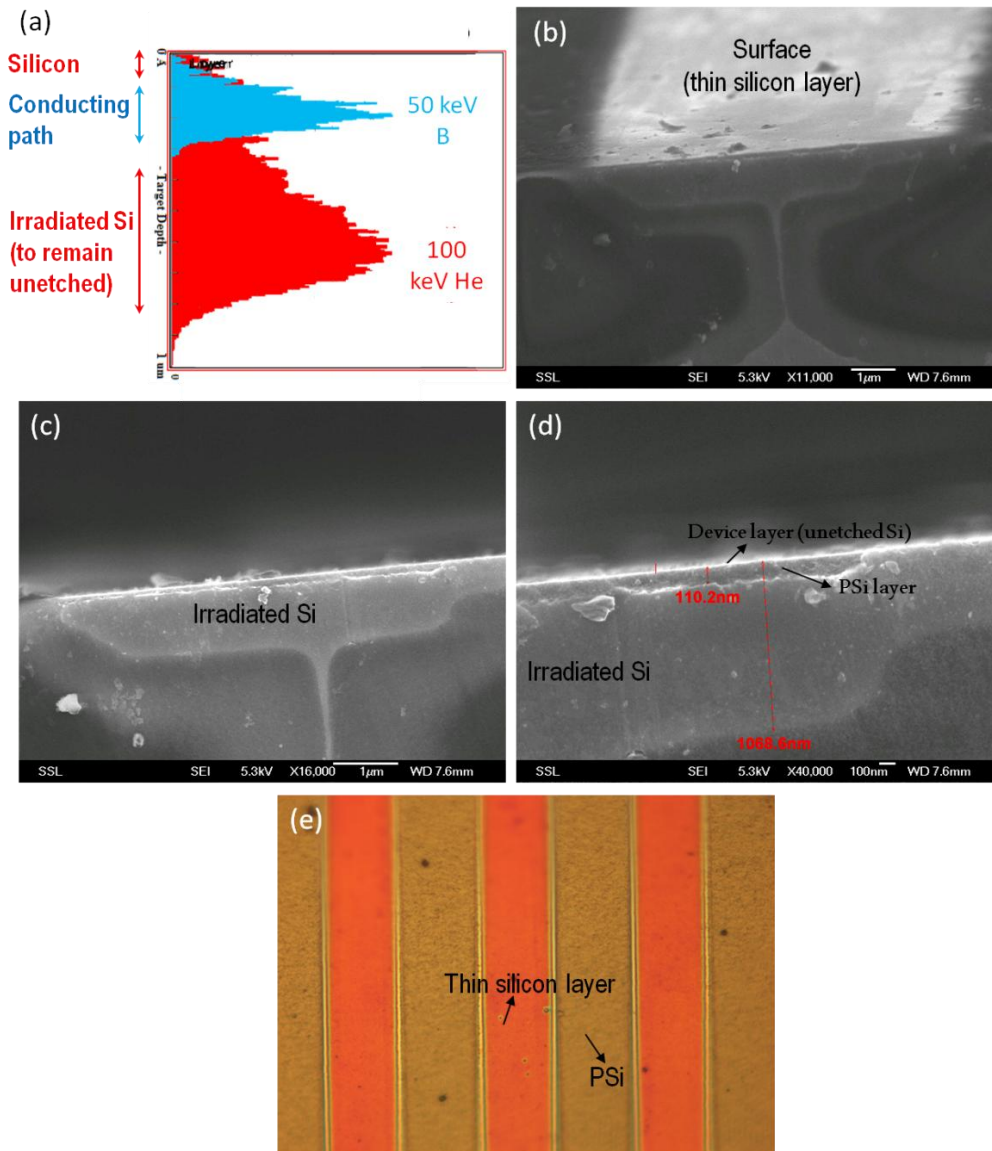 (a)
0 A
Silicon
Conducting
path
50 keV
B
- Target Depth -
Irradiated Si
(to remain
unetched)
100
keV He
1 um
0
(b)
Surface
(thin silicon layer)
SSL SEI 5.3kV X11,000 1µm WD 7.6mm
(c)
Irradiated Si
SSL SEI 5.3kV X16,000 1µm WD 7.6mm
(d)
Device layer (unetched Si)
PSi layer
110.2nm
Irradiated Si
1068.6nm
SSL SEI 5.3kV X40,000 100nm WD 7.6mm
(e)
Thin silicon layer
PSi